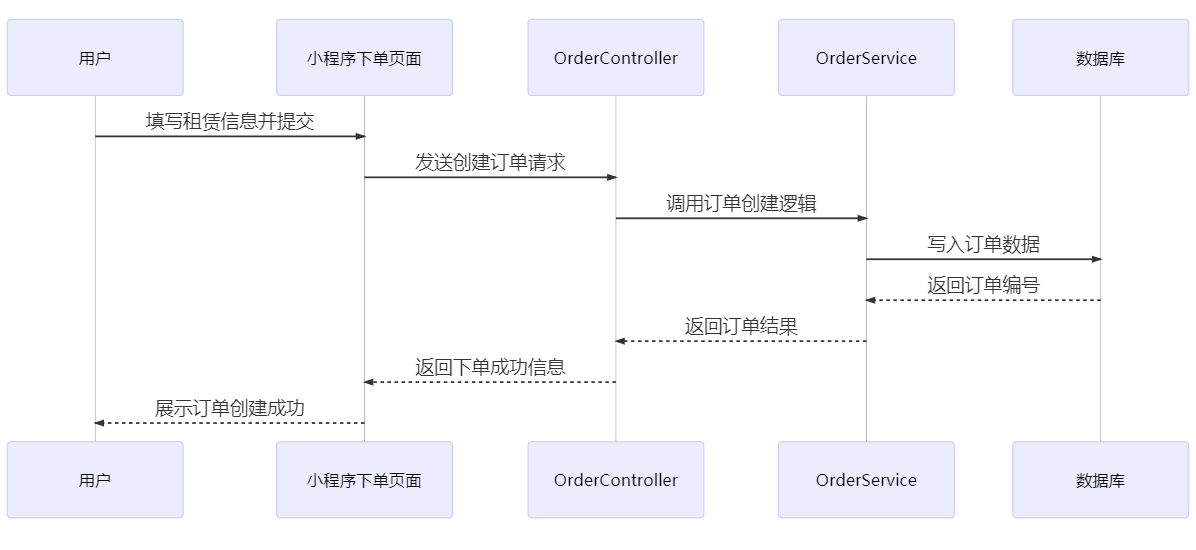 用户
小程序下单页面
OrderController
OrderService
数据库
填写租赁信息并提交
发送创建订单请求
调用订单创建逻辑
写入订单数据
返回订单编号
返回订单结果
返回下单成功信息
展示订单创建成功
用户
小程序下单页面
OrderController
OrderService
数据库